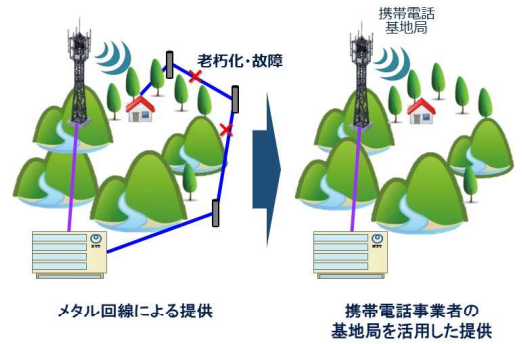 携帯電話
基地局
老朽化・故障
NTT
NTT
メタル回線による提供
携帯電話事業者の
基地局を活用した提供